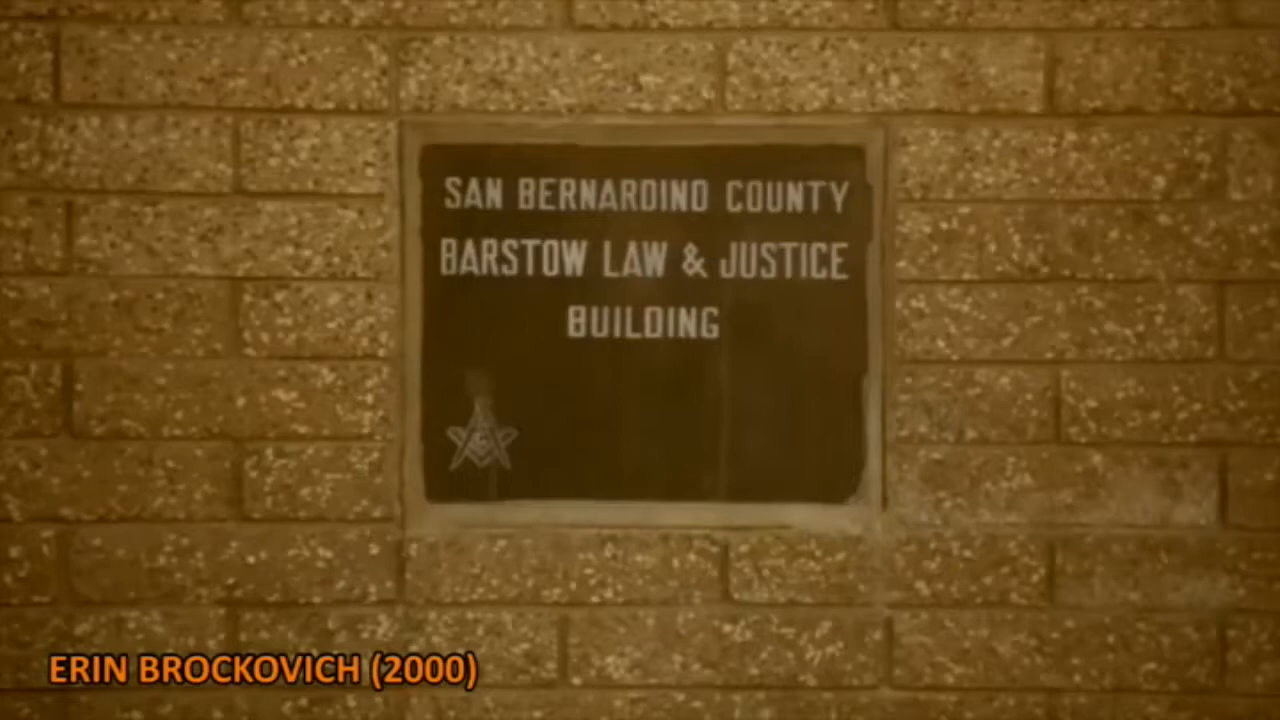 SAN BERNARDINO COUNTY
BARSTOW LAW & JUSTICE
BUILDING
G
ERIN BROCKOVICH (2000)